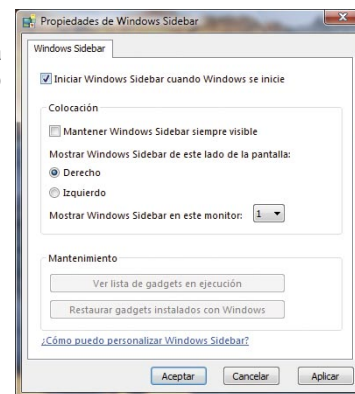 Propiedades de Windows Sidebar
Windows Sidebar
Iniciar Windows Sidebar cuando Windows se inicie
Colocación
Mantener Windows Sidebar siempre visible
Mostrar Windows Sidebar de este lado de la pantalla:
Derecho
Izquierdo
Mostrar Windows Sidebar en este monitor: 1
Mantenimiento
Ver lista de gadgets en ejecución
Restaurar gadgets instalados con Windows
¿Cómo puedo personalizar Windows Sidebar?
Aceptar Cancelar Aplicar